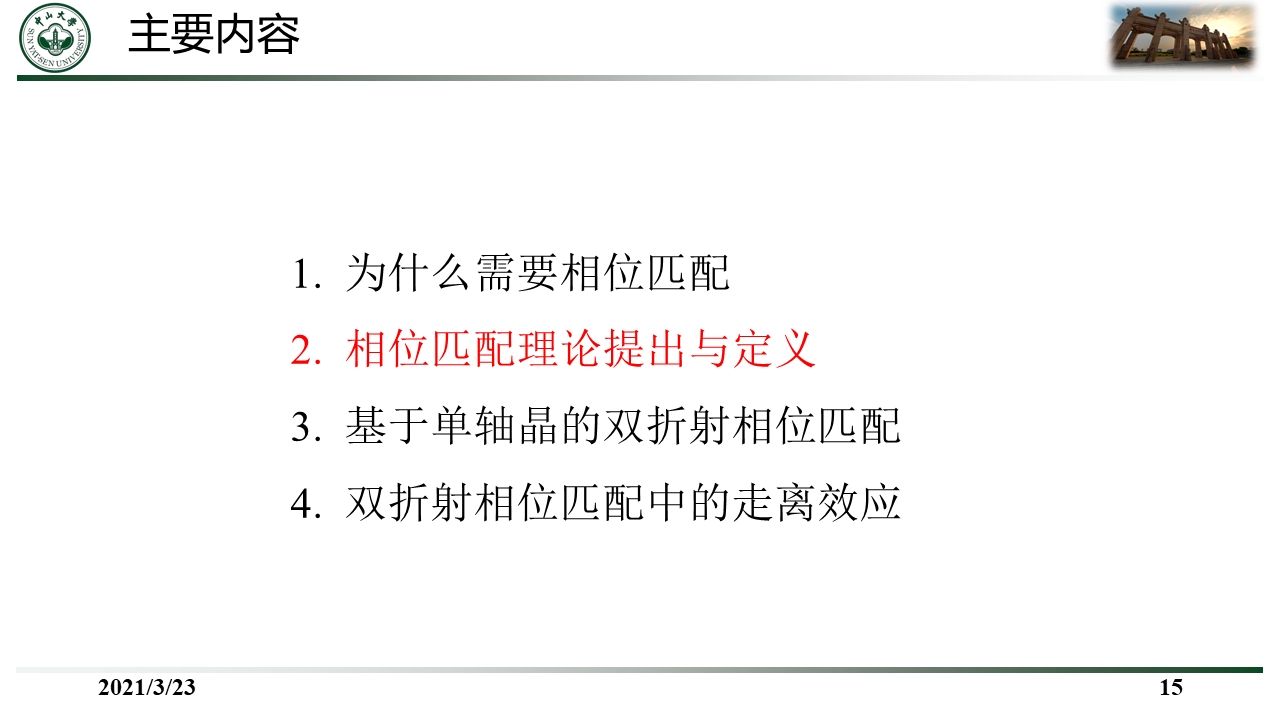 中山大学
SUN YAT-SEN UNIVERSITY
主要内容
1. 为什么需要相位匹配
2. 相位匹配理论提出与定义
3. 基于单轴晶的双折射相位匹配
4. 双折射相位匹配中的走离效应
2021/3/23
15